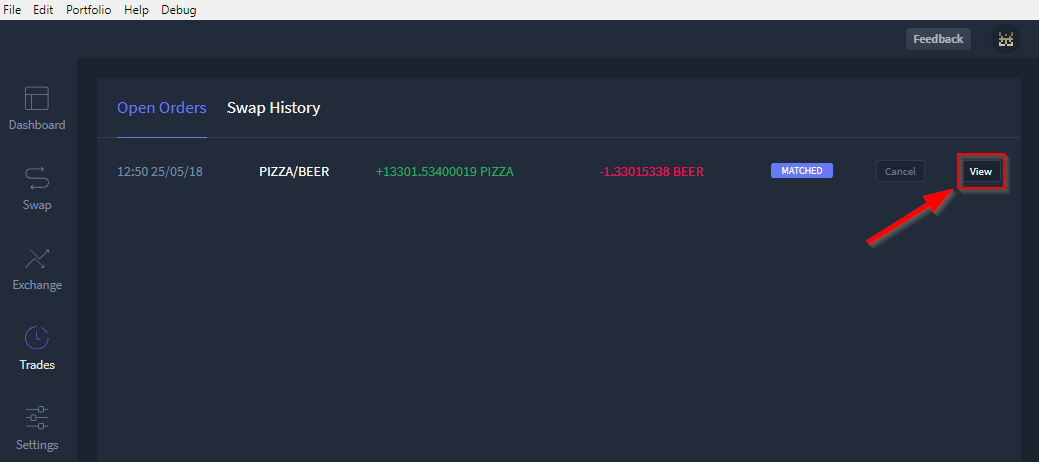 File Edit Portfolio Help Debug
Feedback
Dashboard
Swap
Exchange
Trades
Settings
Open Orders Swap History
12:50 25/05/18 PIZZA/BEER +13301.53400019 PIZZA -1.33015338 BEER MATCHED Cancel View